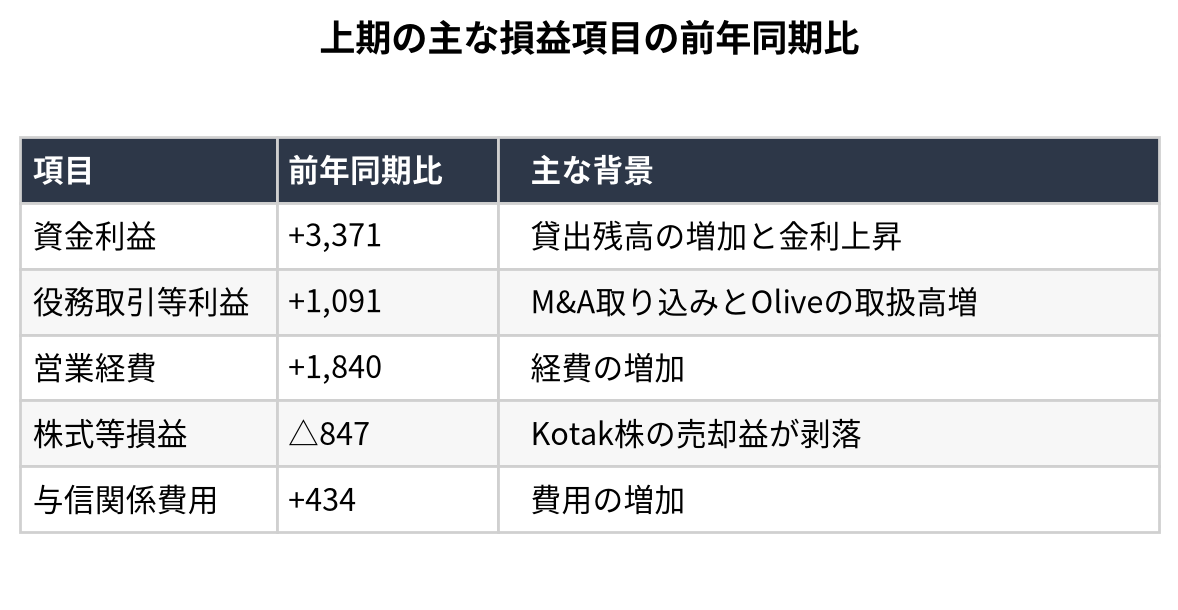 上期の主な損益項目の前年同期比
項目 前年同期比 主な背景
資金利益 +3,371 貸出残高の増加と金利上昇
役務取引等利益 +1,091 M&A取り込みとOliveの取扱高増
営業経費 +1,840 経費の増加
株式等損益 △847 Kotak株の売却益が剥落
与信関係費用 +434 費用の増加